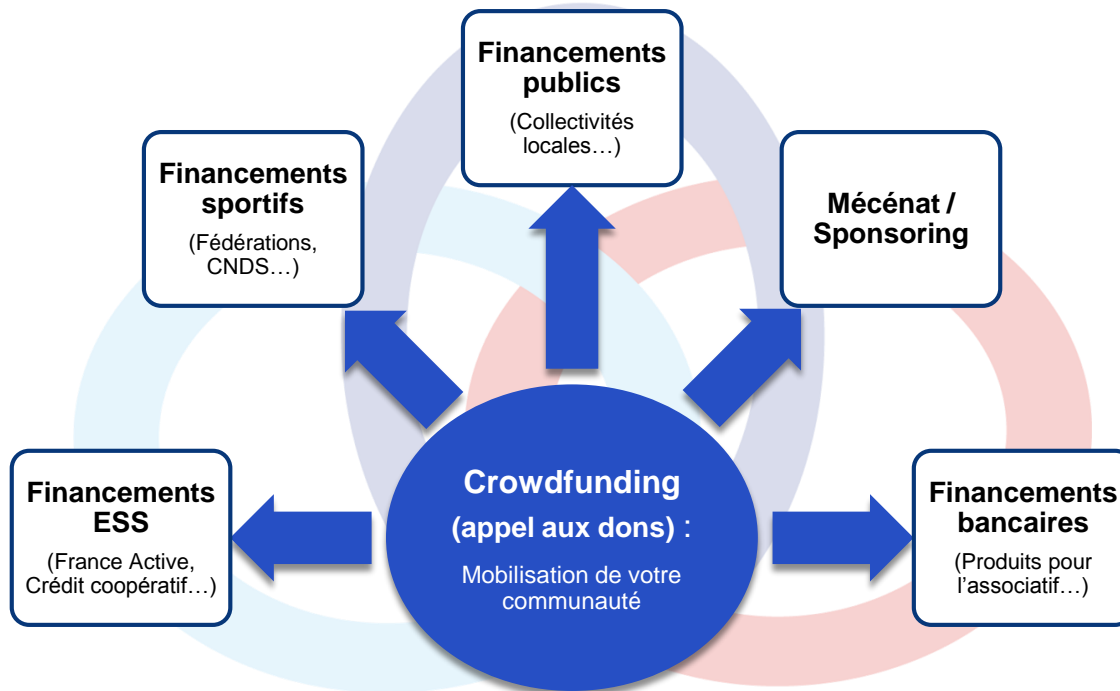 Financements
publics
(Collectivités
locales…)
Financements
sportifs
(Fédérations,
CNDS…)
Mécénat /
Sponsoring
Financements
ESS
(France Active,
Crédit coopératif…)
Crowdfunding
(appel aux dons) :
Mobilisation de votre
communauté
Financements
bancaires
(Produits pour
l’associatif…)